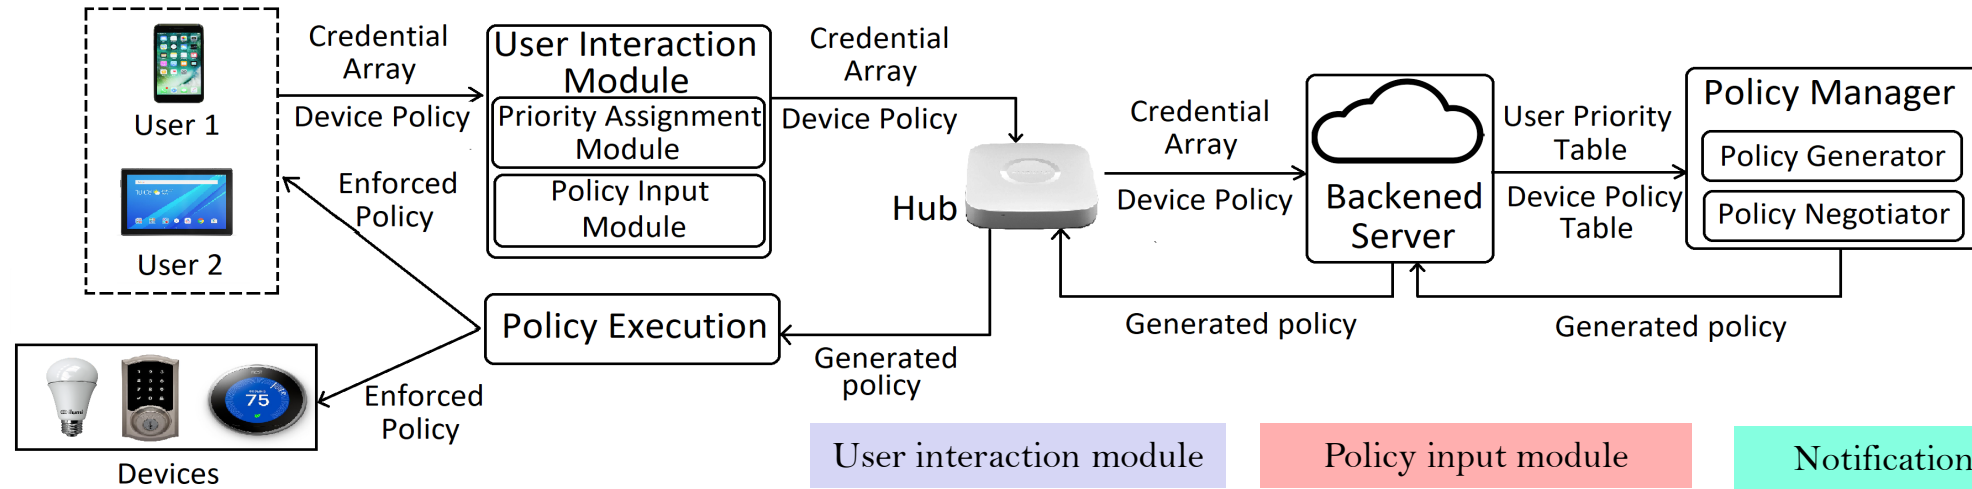 User 1
User 2
Credential
Array
Device Policy
User Interaction
Module
Priority Assignment
Module
Policy Input
Module
Credential
Array
Device Policy
Hub
Credential
Array
Device Policy
Backened
Server
User Priority
Table
Device Policy
Table
Policy Manager
Policy Generator
Policy Negotiator
Generated policy
Generated policy
Generated
policy
Policy Execution
Enforced
Policy
Enforced
Policy
75
Devices
User interaction module
Policy input module
Notification